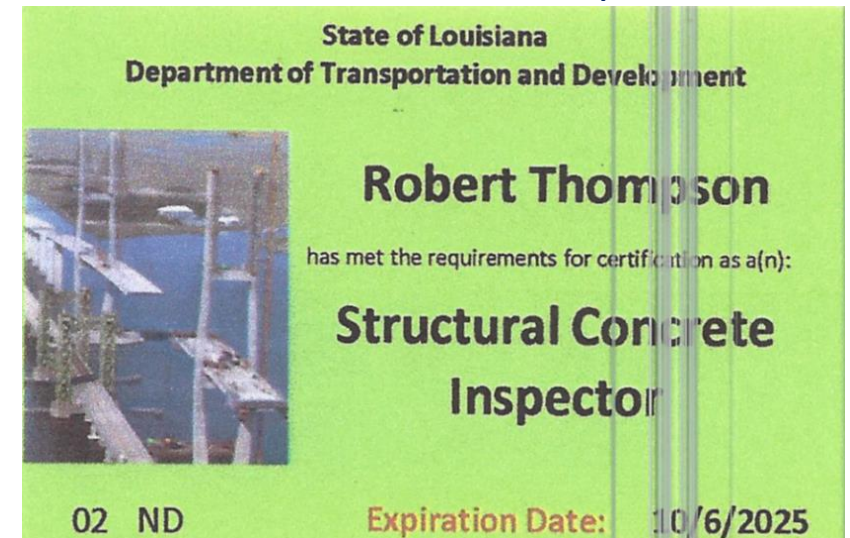 State of Louisiana
Department of Transportation and Development
Robert Thompson
has met the requirements for certification as a(n):
Structural Concrete
Inspector
02 ND
Expiration Date: 10/6/2025